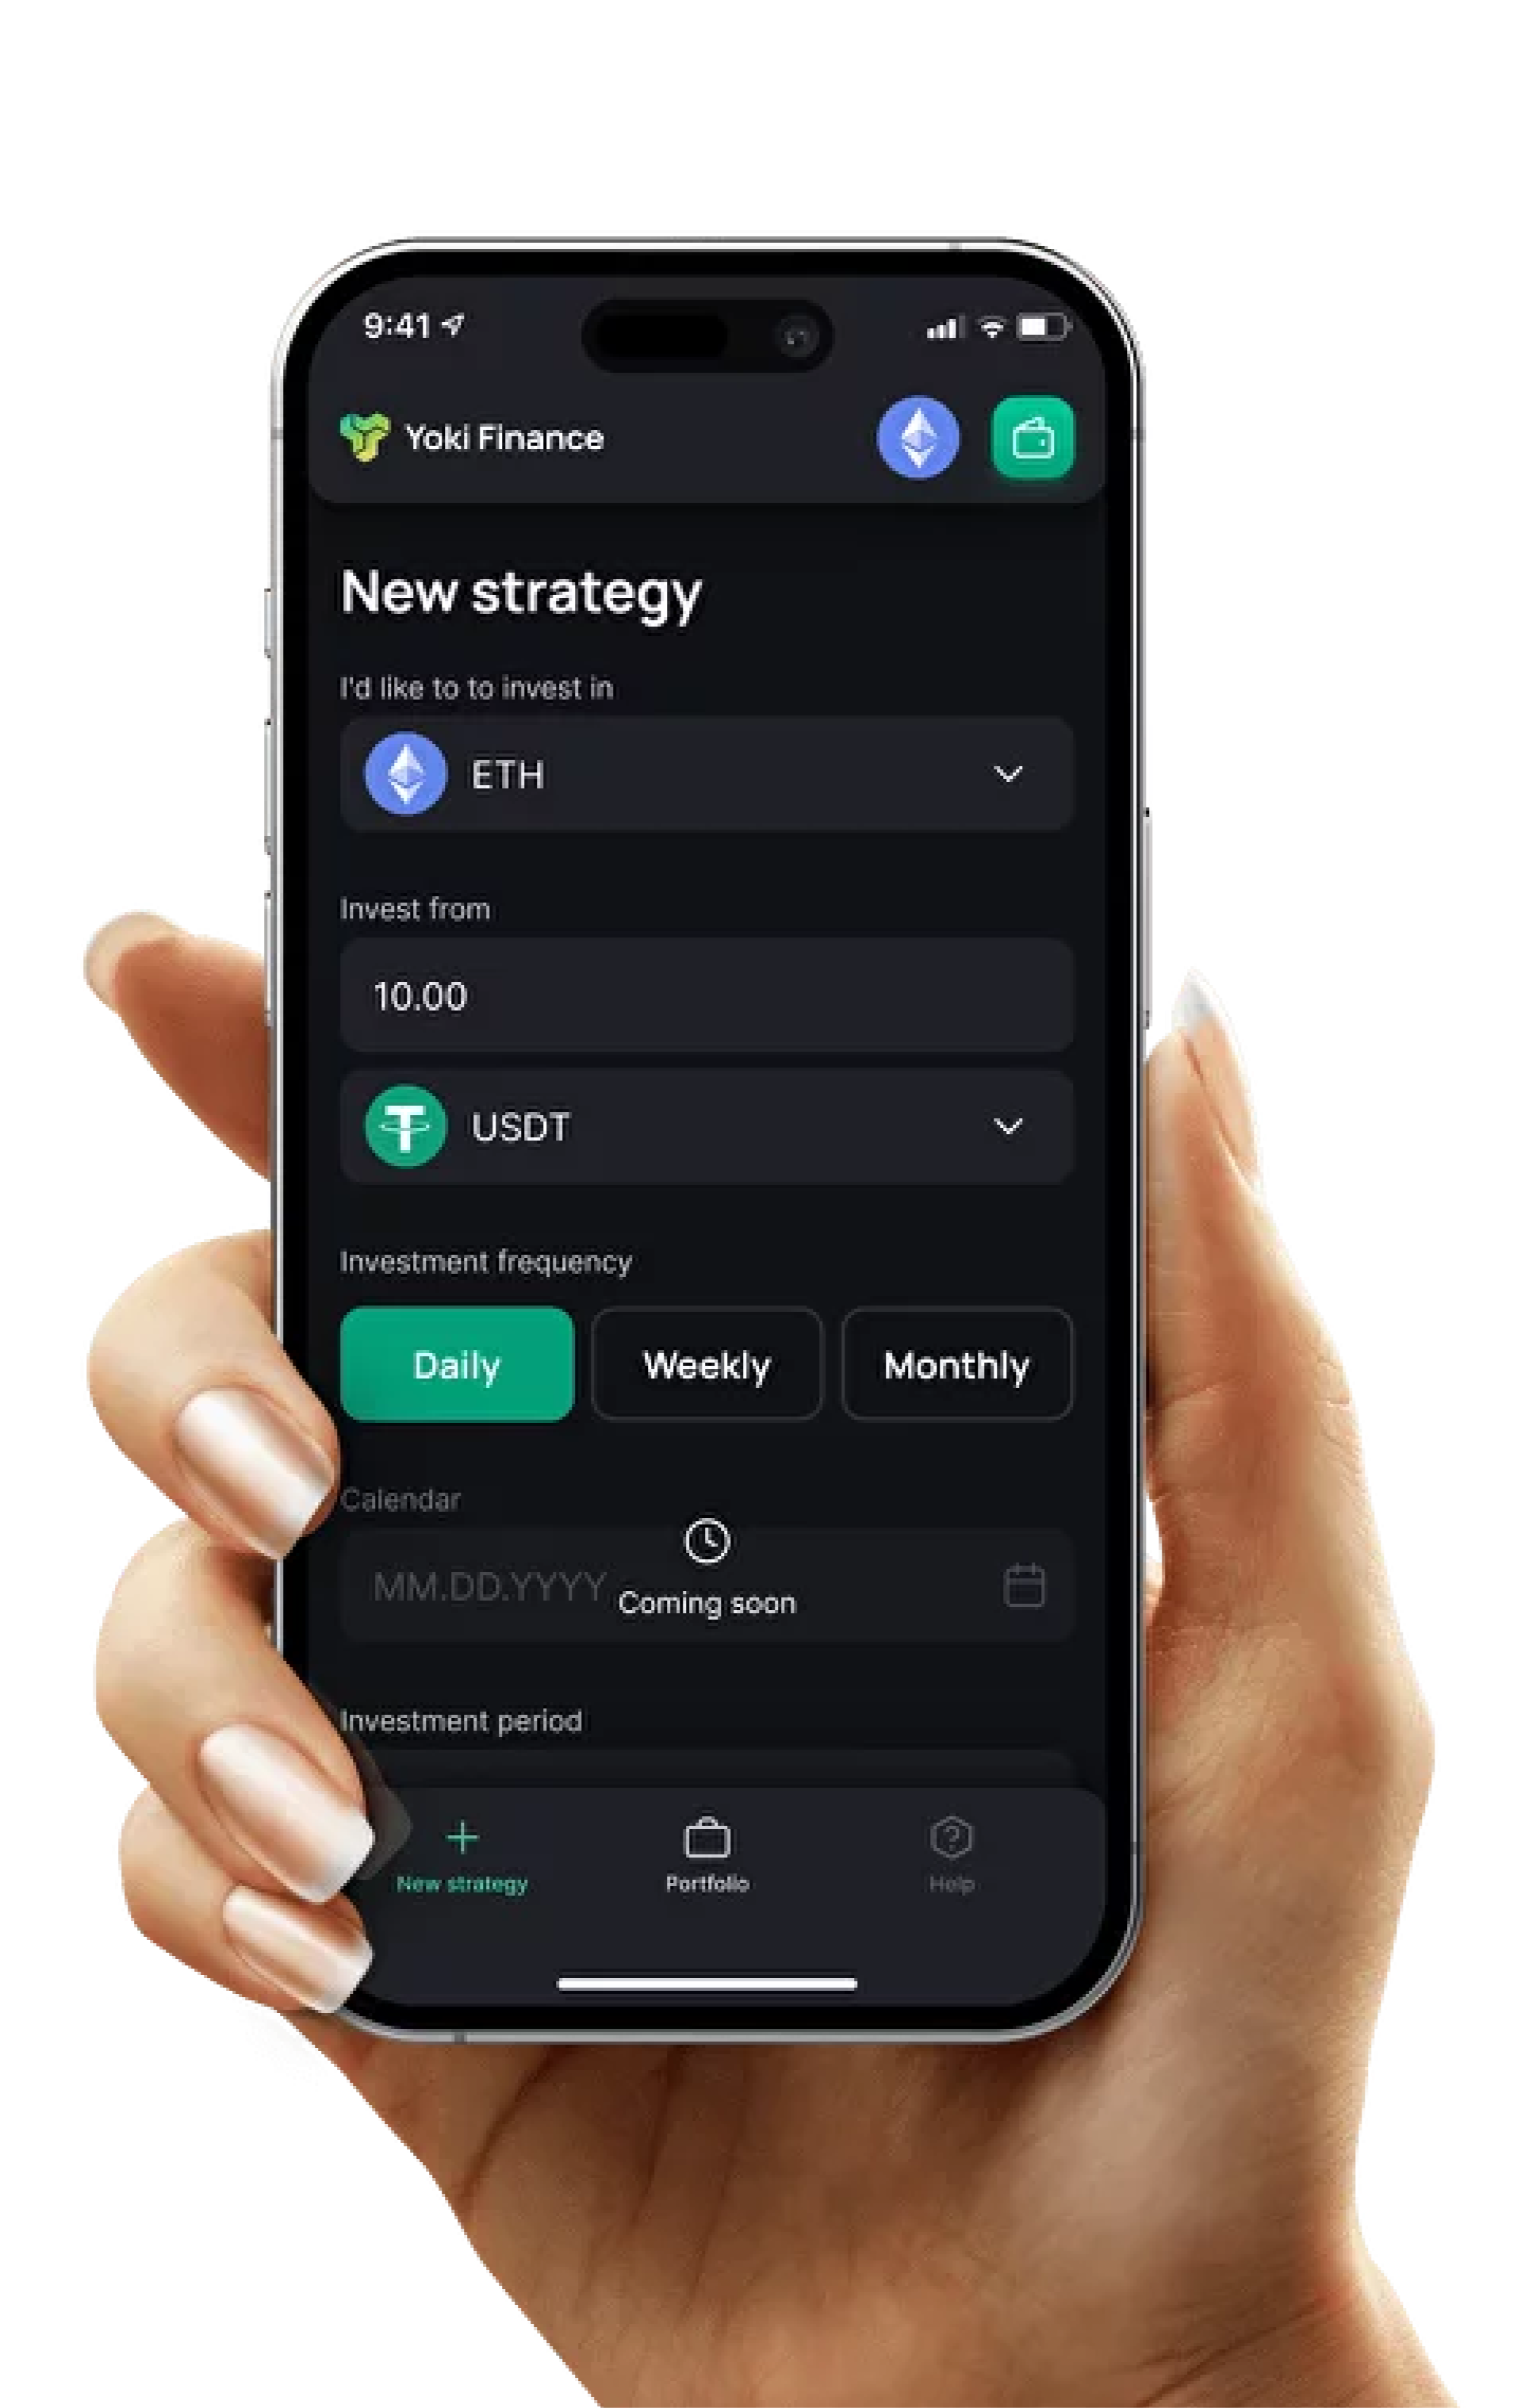 9:41
Yoki Finance
New strategy
I'd like to to invest in
ETH
Invest from
10.00
USDT
Investment frequency
Daily Weekly Monthly
Calendar
MM.DD.YYYY
Coming soon
Investment period
New strategy Portfolio Help